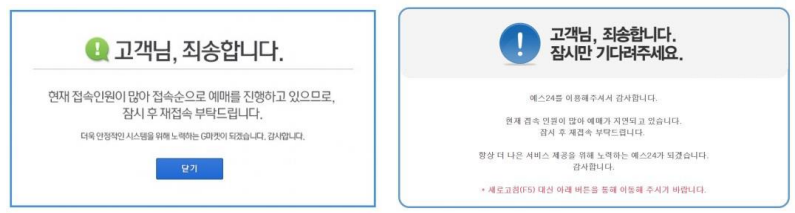 고객님, 죄송합니다.
현재 접속인원이 많아 접속순으로 예매를 진행하고 있으므로,
잠시 후 재접속 부탁드립니다.
더욱 안정적인 시스템을 위해 노력하는 G마켓이 되겠습니다. 감사합니다.
닫기
고객님, 죄송합니다.
잠시만 기다려주세요.
예스24를 이용해주셔서 감사합니다.
현재 접속 인원이 많아 예매가 지연되고 있습니다.
잠시 후 재접속 부탁드립니다.
항상 더 나은 서비스 제공을 위해 노력하는 예스24가 되겠습니다.
감사합니다.
* 새로고침(F5) 대신 아래 버튼을 통해 이동해 주시기 바랍니다.